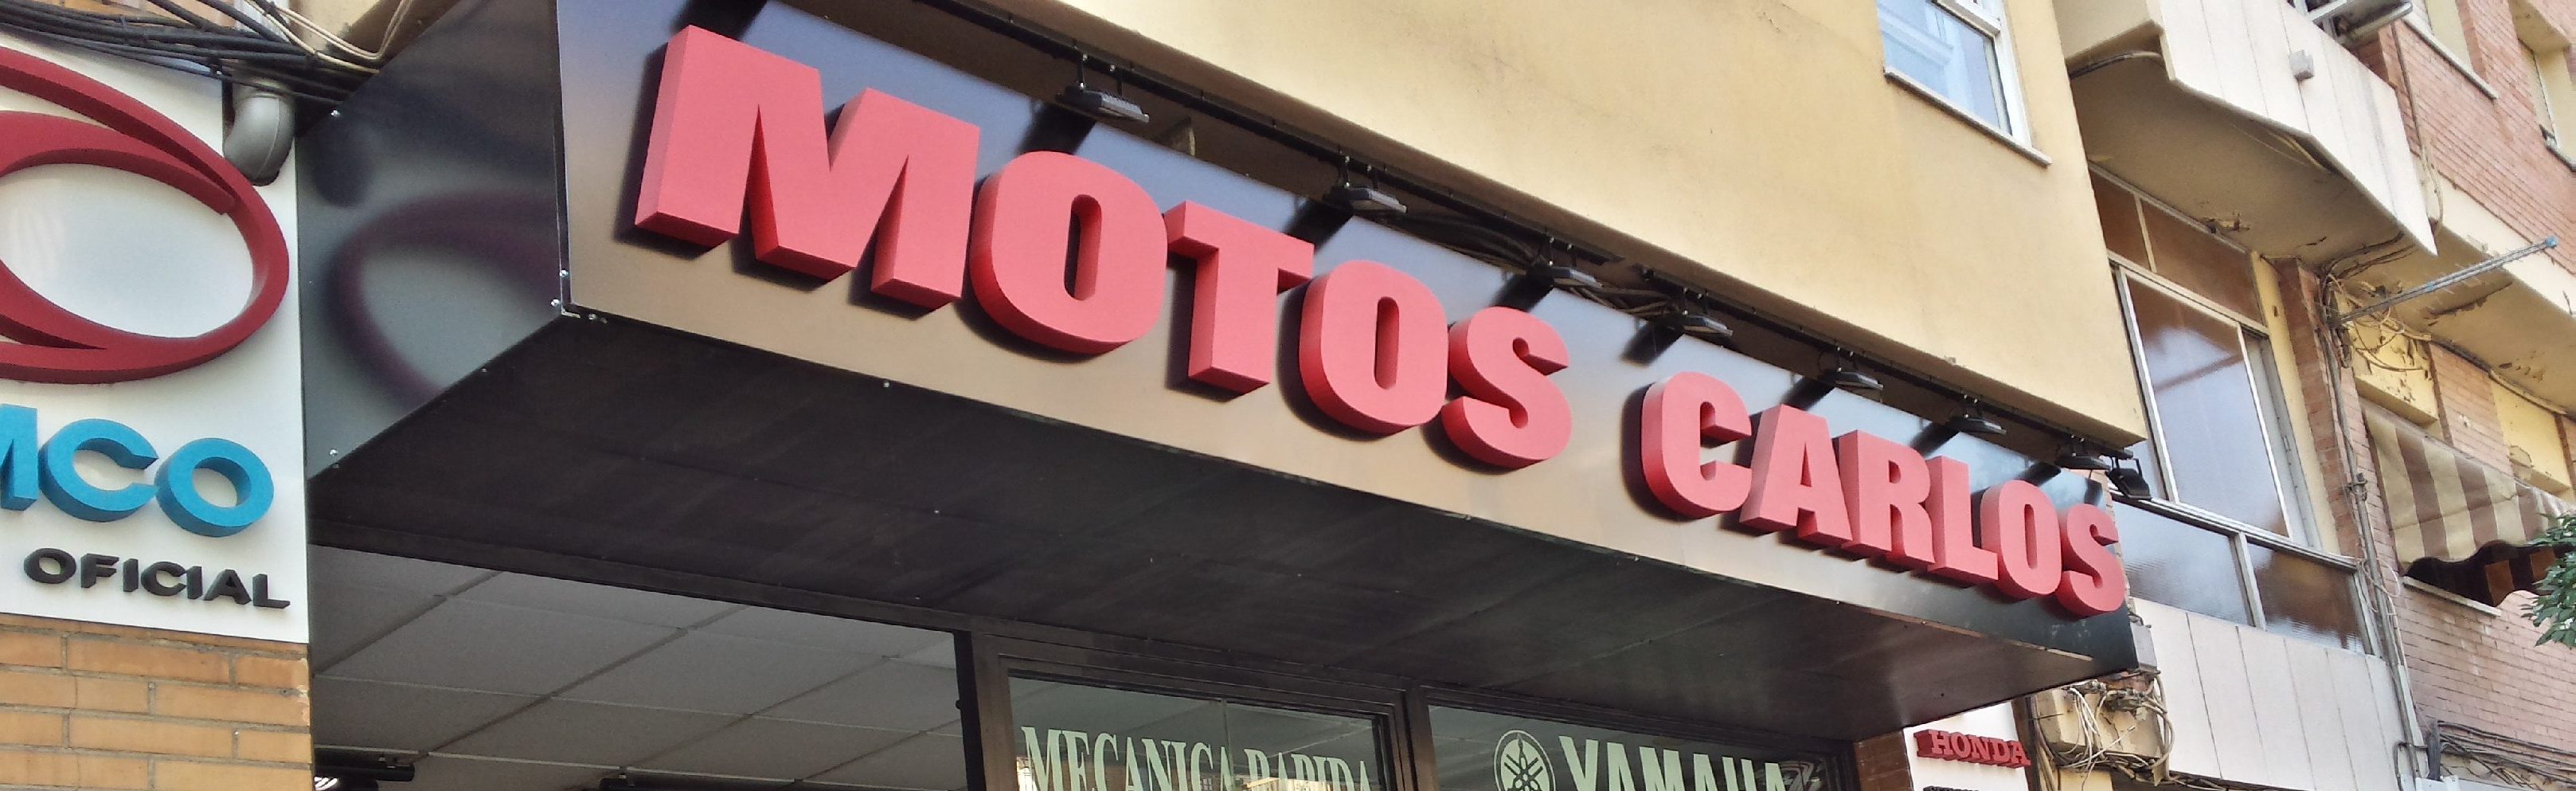 MOTOS CARLOS
MCO
OFICIAL
MECANICA RAPIDA
YAMAHA
HONDA